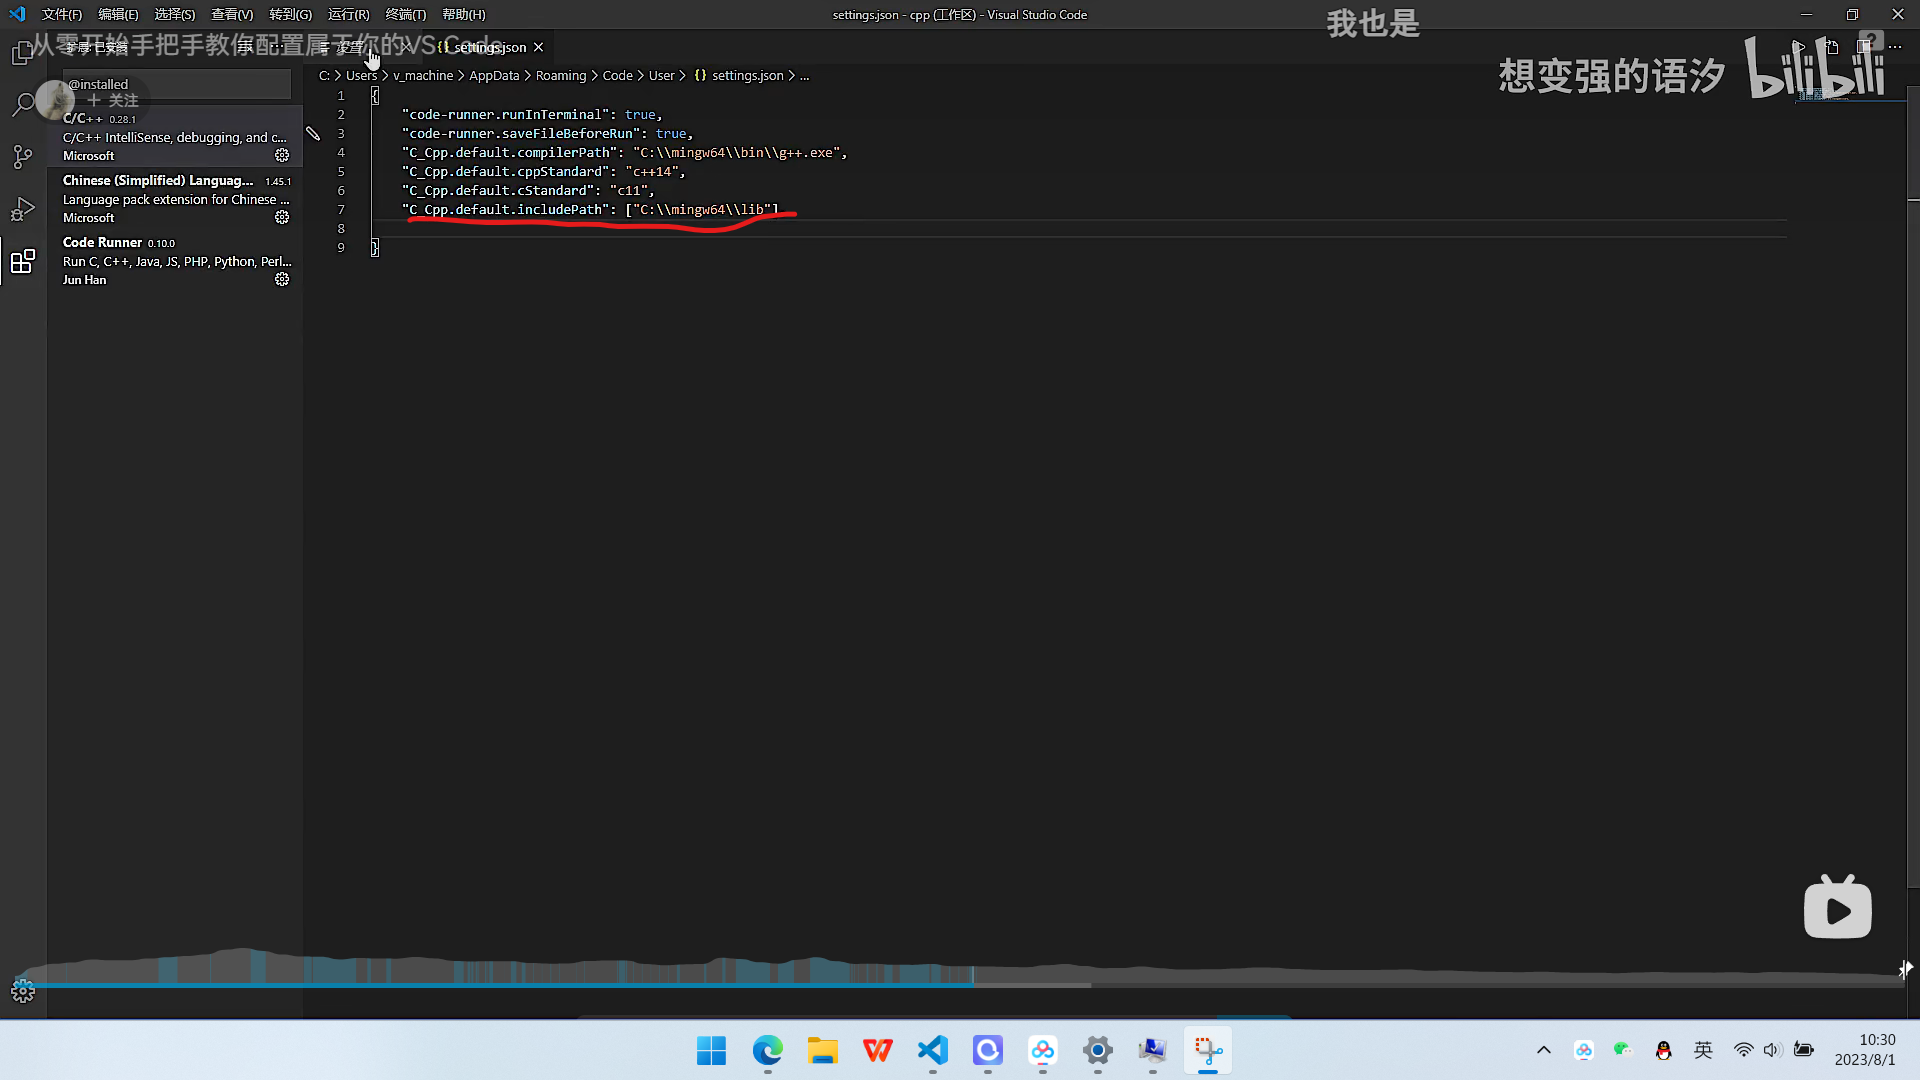 文件(F) 编辑(E) 选择(S) 查看(V) 转到(G) 运行(R) 终端(T) 帮助(H)
settings.json - cpp (工作区) - Visual Studio Code
我也是
从零开始手把手教你配置属于你的VS Code
settings.json
想变强的语汐 bilibili
C: > Users > v_machine > AppData > Roaming > Code > User > {} settings.json > ...
@installed
+ 关注
C/C++ 0.28.1
C/C++ IntelliSense, debugging, and c...
Microsoft
Chinese (Simplified) Languag... 1.45.1
Language pack extension for Chinese ...
Microsoft
Code Runner 0.10.0
Run C, C++, Java, JS, PHP, Python, Perl...
Jun Han
1 {
2 "code-runner.runInTerminal": true,
3 "code-runner.saveFileBeforeRun": true,
4 "C_Cpp.default.compilerPath": "C:\\mingw64\\bin\\g++.exe",
5 "C_Cpp.default.cppStandard": "c++14",
6 "C_Cpp.default.cStandard": "c11",
7 "C_Cpp.default.includePath": ["C:\\mingw64\\lib"]
8
9 }
英
10:30
2023/8/1